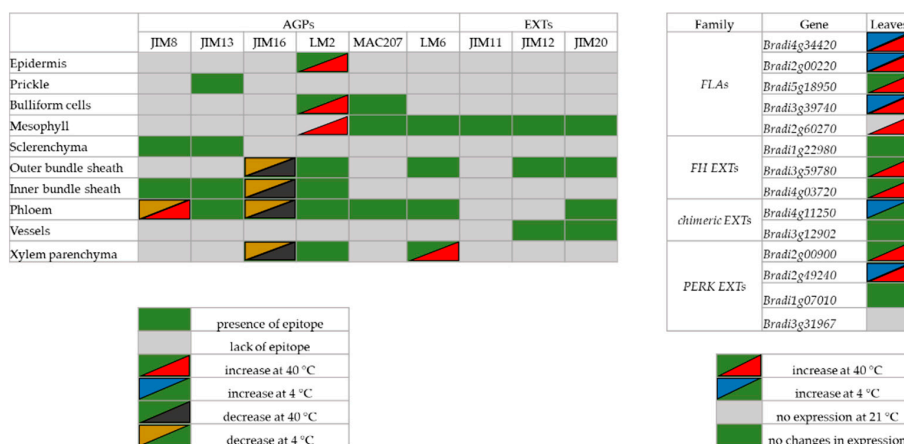 AGPs EXTs
JIM8 JIM13 JIM16 LM2 MAC207 LM6 JIM11 JIM12 JIM20
Epidermis
Prickle
Bulliform cells
Mesophyll
Sclerenchyma
Outer bundle sheath
Inner bundle sheath
Phloem
Vessels
Xylem parenchyma
presence of epitope
lack of epitope
increase at 40 °C
increase at 4 °C
decrease at 40 °C
decrease at 4 °C
Family Gene Leaves
FLAs
Bradi4g34420
Bradi2g00220
Bradi5g18950
Bradi3g39740
Bradi2g60270
FH EXTs
Bradi1g22980
Bradi3g59780
Bradi4g03720
chimeric EXTs
Bradi4g11250
Bradi3g12902
PERK EXTs
Bradi2g00900
Bradi2g49240
Bradi1g07010
Bradi3g31967
increase at 40 °C
increase at 4 °C
no expression at 21 °C
no changes in expression